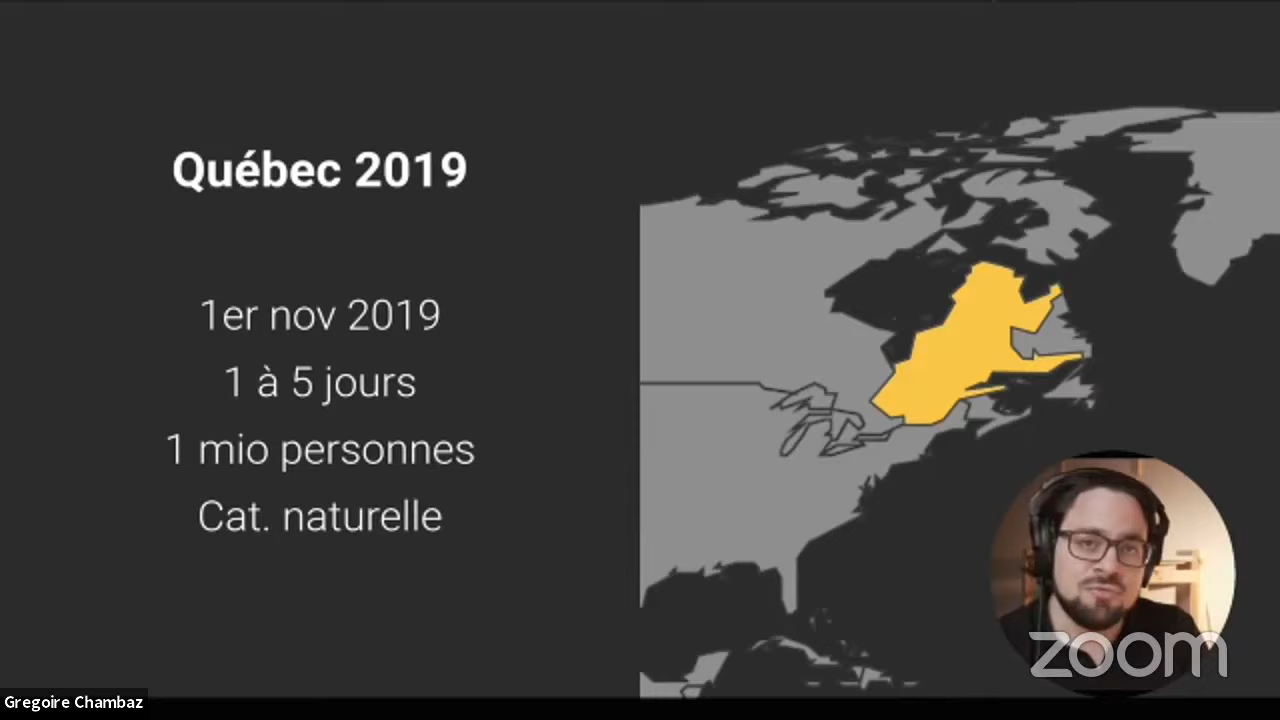 Québec 2019
1er nov 2019
1 à 5 jours
1 mio personnes
Cat. naturelle
zoom
Gregoire Chambaz